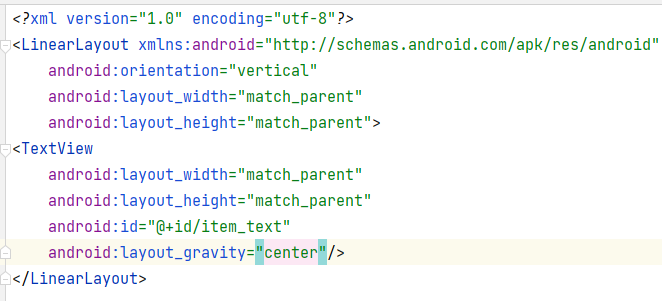 <?xml version="1.0" encoding="utf-8"?>
<LinearLayout xmlns:android="http://schemas.android.com/apk/res/android"
    android:orientation="vertical"
    android:layout_width="match_parent"
    android:layout_height="match_parent">
<TextView
    android:layout_width="match_parent"
    android:layout_height="match_parent"
    android:id="@+id/item_text"
    android:layout_gravity="center"/>
</LinearLayout>